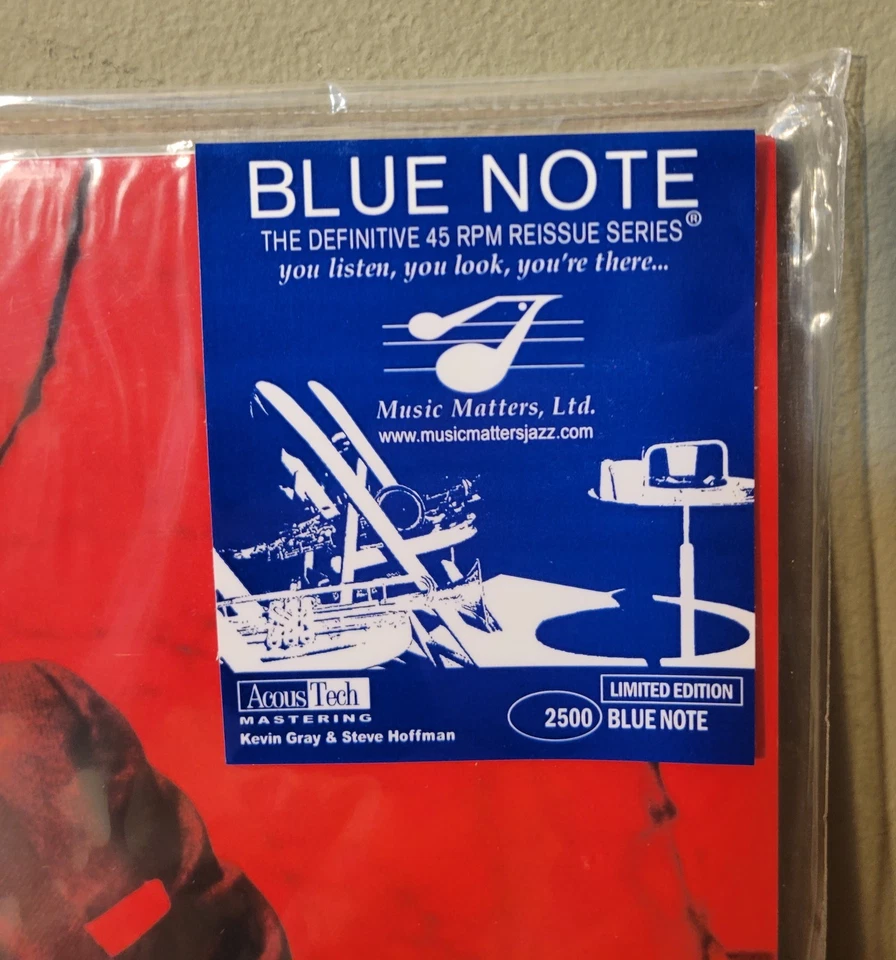 BLUE NOTE
THE DEFINITIVE 45 RPM REISSUE SERIES®
you listen, you look, you're there...
Music Matters, Ltd.
www.musicmattersjazz.com
AcousTech
MASTERING
Kevin Gray & Steve Hoffman
LIMITED EDITION
2500 BLUE NOTE